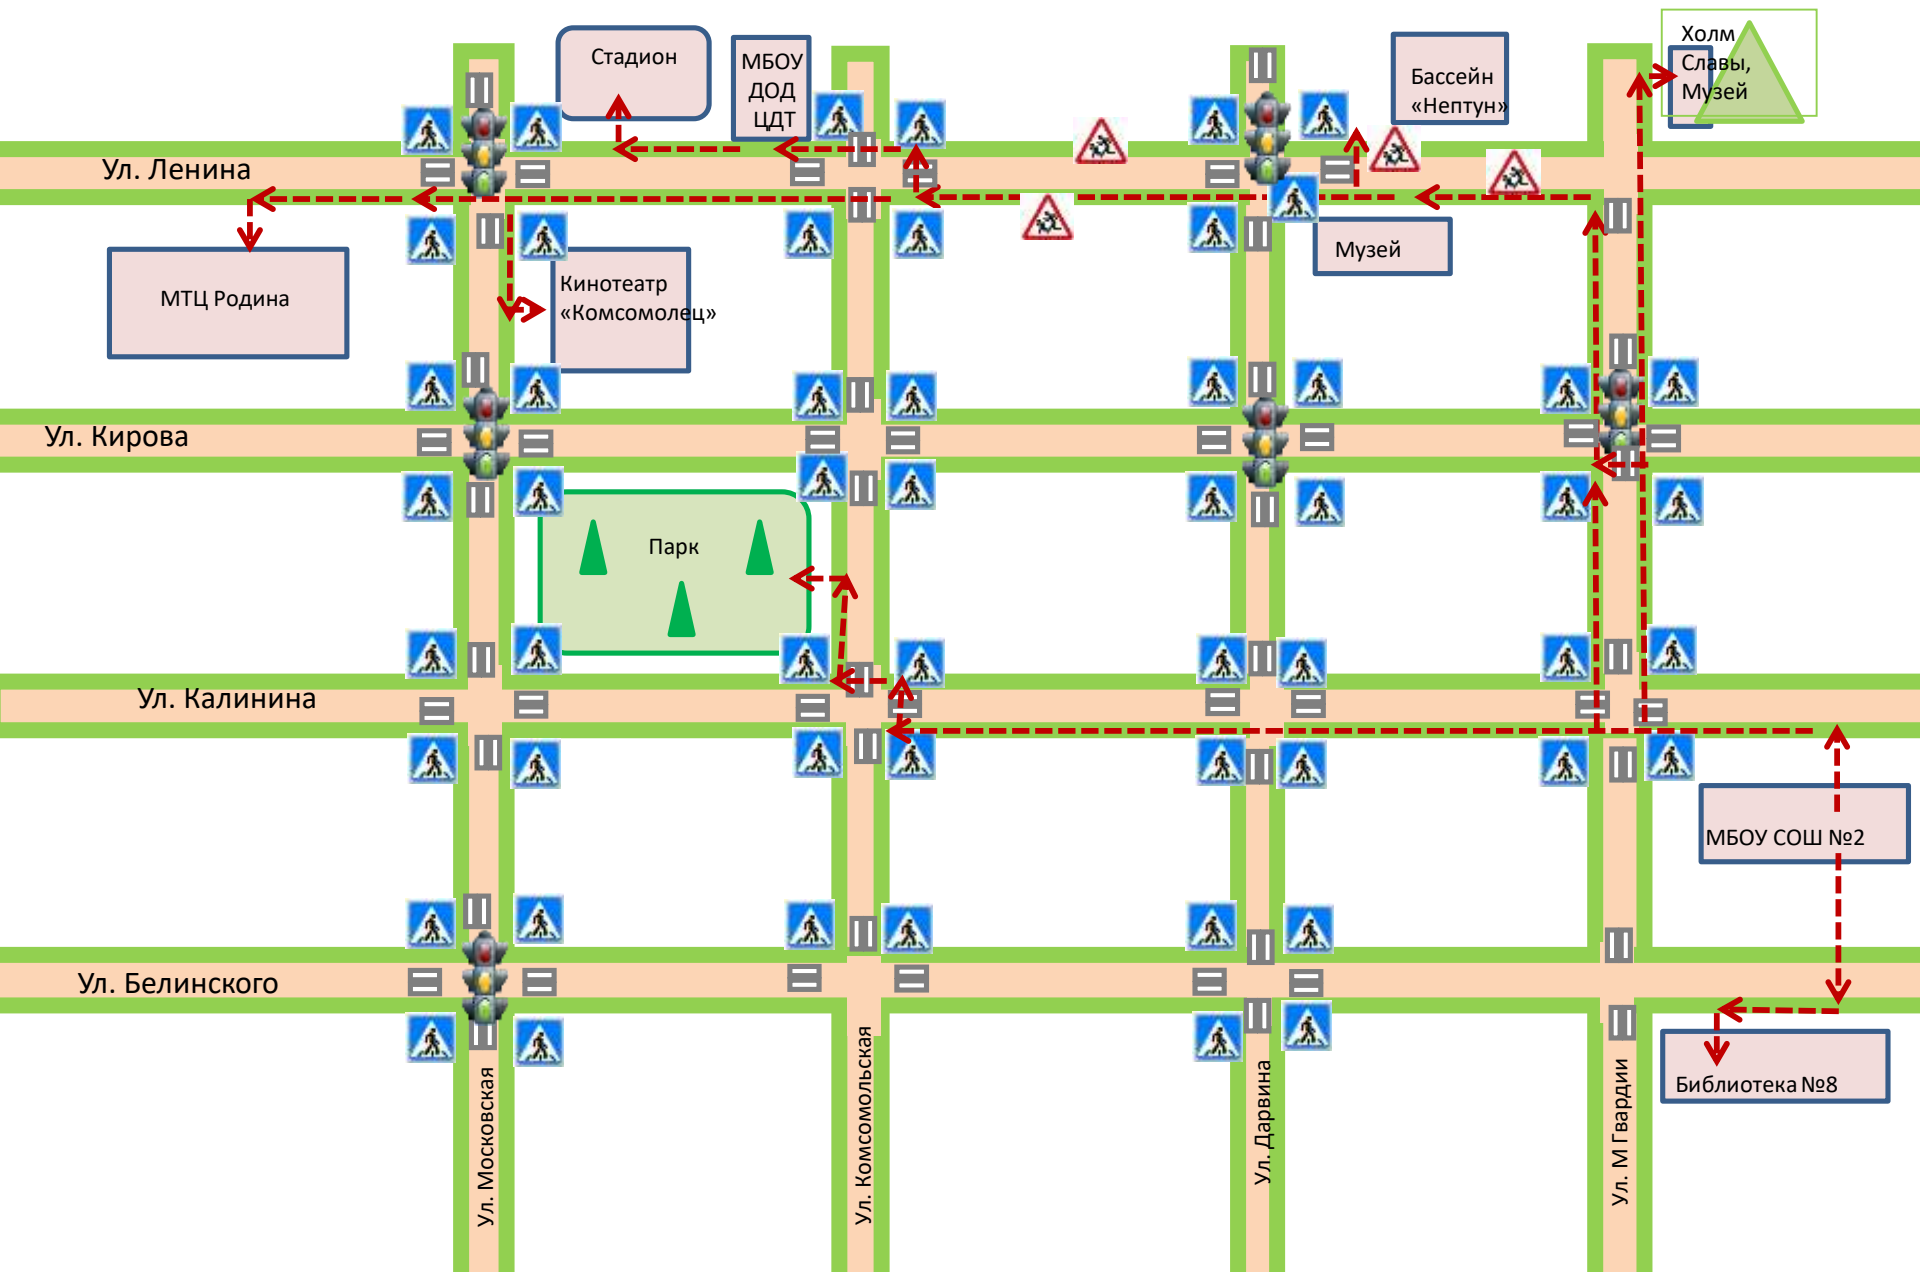 Стадион
МБОУ
ДОД
ЦДТ
Бассейн
«Нептун»
Холм
Славы,
Музей
Ул. Ленина
Музей
МТЦ Родина
Кинотеатр
«Комсомолец»
Ул. Кирова
Парк
Ул. Калинина
МБОУ СОШ №2
Ул. Белинского
Библиотека №8
Ул. Московская
Ул. Комсомольская
Ул. Дарвина
Ул. М Гвардии